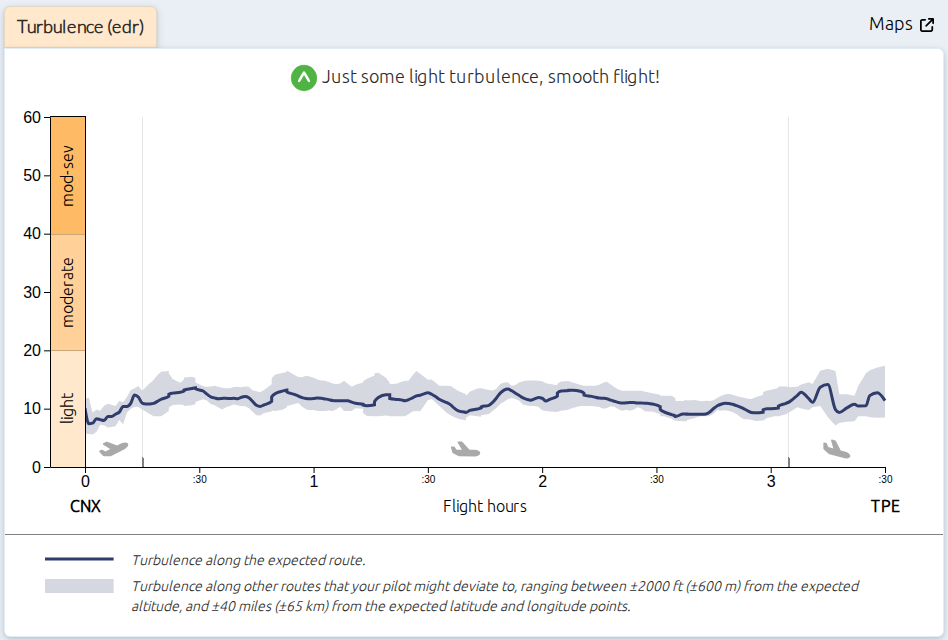 Turbulence (edr)
Maps
Just some light turbulence, smooth flight!
60
50
40
30
20
10
0
mod-sev
moderate
light
0
:30
1
:30
2
:30
3
:30
CNX
Flight hours
TPE
Turbulence along the expected route.
Turbulence along other routes that your pilot might deviate to, ranging between ±2000 ft (±600 m) from the expected
altitude, and ±40 miles (±65 km) from the expected latitude and longitude points.